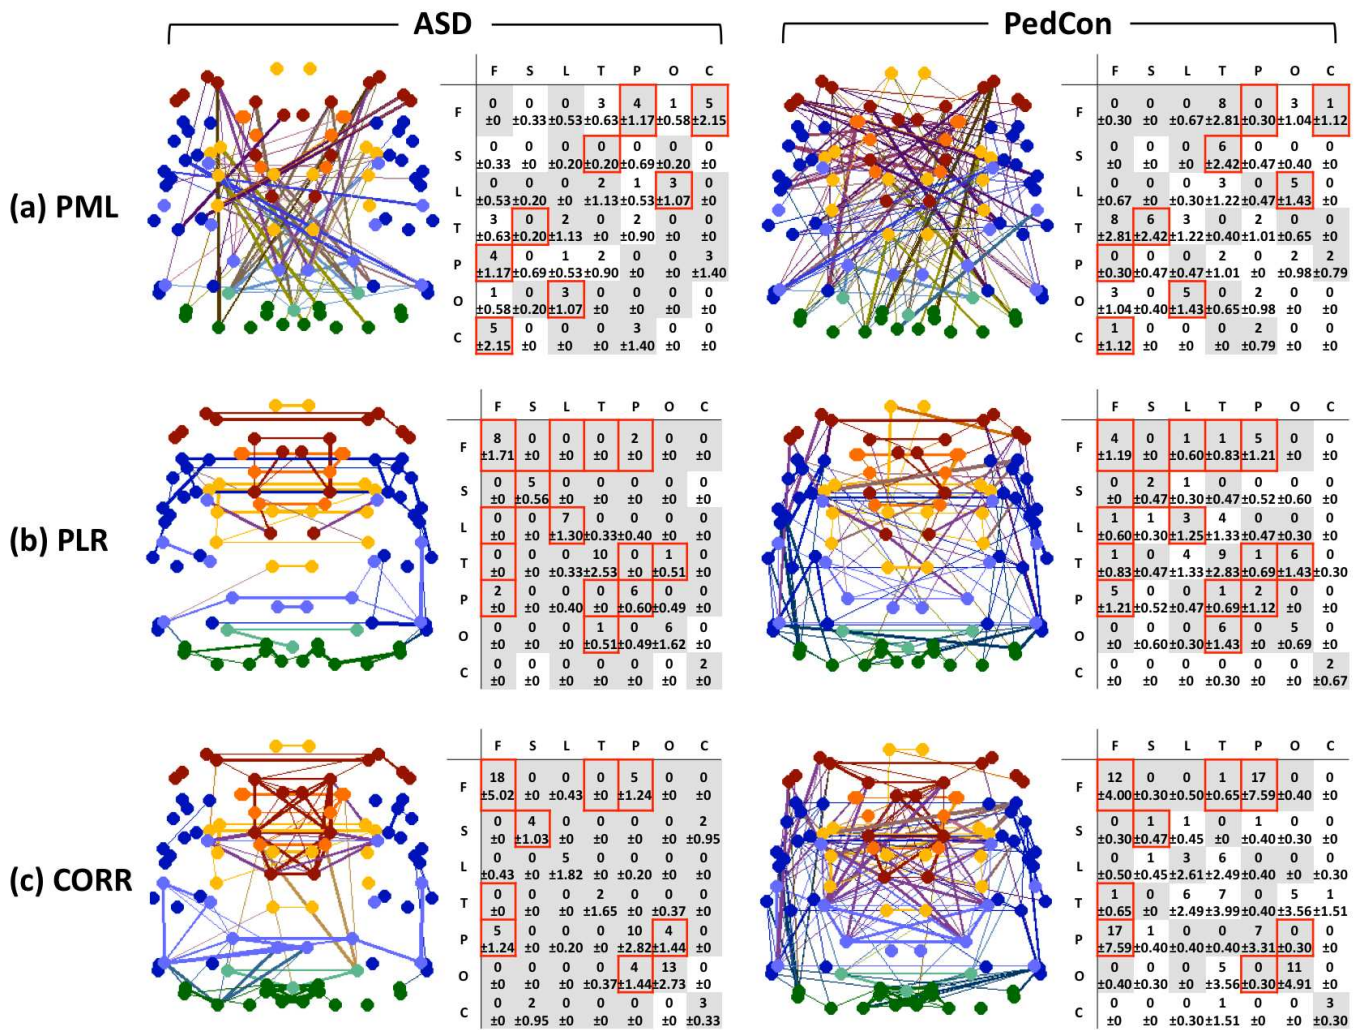 ASD
PedCon
(a) PML
F S L T P O C
0 0 0 3 4 1 5
F
±0 ±0.33 ±0.53 ±0.63 ±1.17 ±0.58 ±2.15
0 0 0 0 0 0 0
S
±0.33 ±0 ±0.20 ±0.20 ±0.69 ±0.20 ±0
0 0 0 2 1 3 0
L
±0.53 ±0.20 ±0 ±1.13 ±0.53 ±1.07 ±0
3 0 2 0 2 0 0
T
±0.63 ±0.20 ±1.13 ±0 ±0.90 ±0 ±0
4 0 1 2 0 0 3
P
±1.17 ±0.69 ±0.53 ±0.90 ±0 ±0 ±1.40
1 0 3 0 0 0 0
O
±0.58 ±0.20 ±1.07 ±0 ±0 ±0 ±0
5 0 0 0 3 0 0
C
±2.15 ±0 ±0 ±0 ±1.40 ±0 ±0
F S L T P O C
0 0 0 8 0 3 1
F
±0.30 ±0 ±0.67 ±2.81 ±0.30 ±1.04 ±1.12
0 0 0 6 0 0 0
S
±0 ±0 ±0 ±2.42 ±0.47 ±0.40 ±0
0 0 0 3 0 5 0
L
±0.67 ±0 ±0.30 ±1.22 ±0.47 ±1.43 ±0
8 6 3 0 2 0 0
T
±2.81 ±2.42 ±1.22 ±0.40 ±1.01 ±0.65 ±0
0 0 0 2 0 2 2
P
±0.30 ±0.47 ±0.47 ±1.01 ±0 ±0.98 ±0.79
3 0 5 0 2 0 0
O
±1.04 ±0.40 ±1.43 ±0.65 ±0.98 ±0 ±0
1 0 0 0 2 0 0
C
±1.12 ±0 ±0 ±0 ±0.79 ±0 ±0
(b) PLR
F S L T P O C
8 0 0 0 2 0 0
F
±1.71 ±0 ±0 ±0 ±0 ±0 ±0
0 5 0 0 0 0 0
S
±0 ±0.56 ±0 ±0 ±0 ±0 ±0
0 0 7 0 0 0 0
L
±0 ±0 ±1.30 ±0.33 ±0.40 ±0 ±0
0 0 0 10 0 1 0
T
±0 ±0 ±0.33 ±2.53 ±0 ±0.51 ±0
2 0 0 0 6 0 0
P
±0 ±0 ±0.40 ±0 ±0.60 ±0.49 ±0
0 0 0 1 0 6 0
O
±0 ±0 ±0 ±0.51 ±0.49 ±1.62 ±0
0 0 0 0 0 0 2
C
±0 ±0 ±0 ±0 ±0 ±0 ±0
F S L T P O C
4 0 1 1 5 0 0
F
±1.19 ±0 ±0.60 ±0.83 ±1.21 ±0 ±0
0 2 1 0 0 0 0
S
±0 ±0.47 ±0.30 ±0.47 ±0.52 ±0.60 ±0
1 1 3 4 0 0 0
L
±0.60 ±0.30 ±1.25 ±1.33 ±0.47 ±0.30 ±0
1 0 4 9 1 6 0
T
±0.83 ±0.47 ±1.33 ±2.83 ±0.69 ±1.43 ±0.30
5 0 0 1 2 0 0
P
±1.21 ±0.52 ±0.47 ±0.69 ±1.12 ±0 ±0
0 0 0 6 0 5 0
O
±0 ±0.60 ±0.30 ±1.43 ±0 ±0.69 ±0
0 0 0 0 0 0 2
C
±0 ±0 ±0 ±0.30 ±0 ±0 ±0.67
(c) CORR
F S L T P O C
18 0 0 0 5 0 0
F
±5.02 ±0 ±0.43 ±0 ±1.24 ±0 ±0
0 4 0 0 0 0 2
S
±0 ±1.03 ±0 ±0 ±0 ±0 ±0.95
0 0 5 0 0 0 0
L
±0.43 ±0 ±1.82 ±0 ±0.20 ±0 ±0
0 0 0 2 0 0 0
T
±0 ±0 ±0 ±1.65 ±0 ±0.37 ±0
5 0 0 0 10 4 0
P
±1.24 ±0 ±0.20 ±0 ±2.82 ±1.44 ±0
0 0 0 0 4 13 0
O
±0 ±0 ±0 ±0.37 ±1.44 ±2.73 ±0
0 2 0 0 0 0 3
C
±0 ±0.95 ±0 ±0 ±0 ±0 ±0.33
F S L T P O C
12 0 0 1 17 0 0
F
±4.00 ±0.30 ±0.50 ±0.65 ±7.59 ±0.40 ±0
0 1 1 0 1 0 0
S
±0.30 ±0.47 ±0.45 ±0 ±0.40 ±0.30 ±0
0 1 3 6 0 0 0
L
±0.50 ±0.45 ±2.61 ±2.49 ±0.40 ±0 ±0.30
1 0 6 7 0 5 1
T
±0.65 ±0 ±2.49 ±3.99 ±0.40 ±3.56 ±1.51
17 1 0 0 7 0 0
P
±7.59 ±0.40 ±0.40 ±0.40 ±3.31 ±0.30 ±0
0 0 0 5 0 11 0
O
±0.40 ±0.30 ±0 ±3.56 ±0.30 ±4.91 ±0
0 0 0 1 0 0 3
C
±0 ±0 ±0.30 ±1.51 ±0 ±0 ±0.30